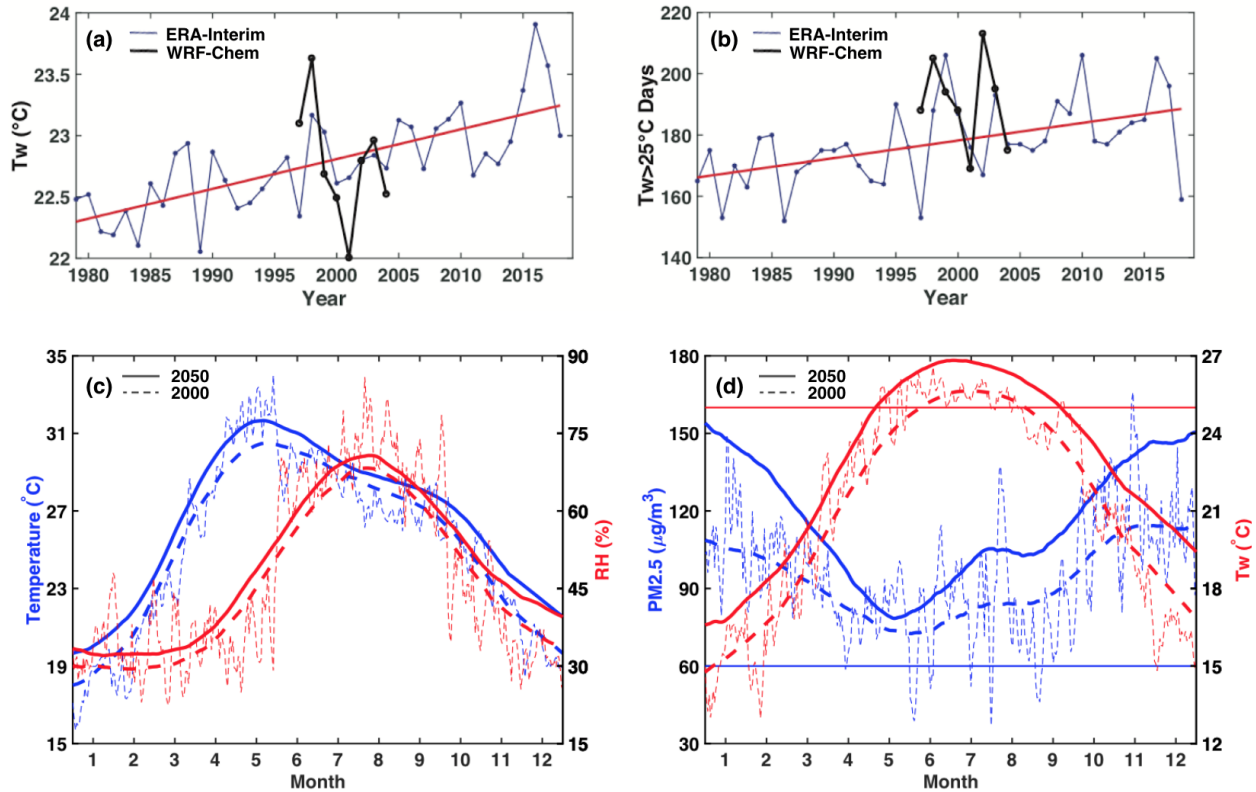 (a) ERA-Interim
WRF-Chem
Tw (°C)
24
23.5
23
22.5
22
1980 1985 1990 1995 2000 2005 2010 2015
Year
(b) ERA-Interim
WRF-Chem
Tw>25°C Days
220
200
180
160
140
1980 1985 1990 1995 2000 2005 2010 2015
Year
(c) 2050
2000
Temperature (°C)
35
31
27
23
19
15
RH (%)
90
75
60
45
30
15
1 2 3 4 5 6 7 8 9 10 11 12
Month
(d) 2050
2000
PM2.5 (μg/m³)
180
150
120
90
60
30
Tw (°C)
27
24
21
18
15
12
1 2 3 4 5 6 7 8 9 10 11 12
Month